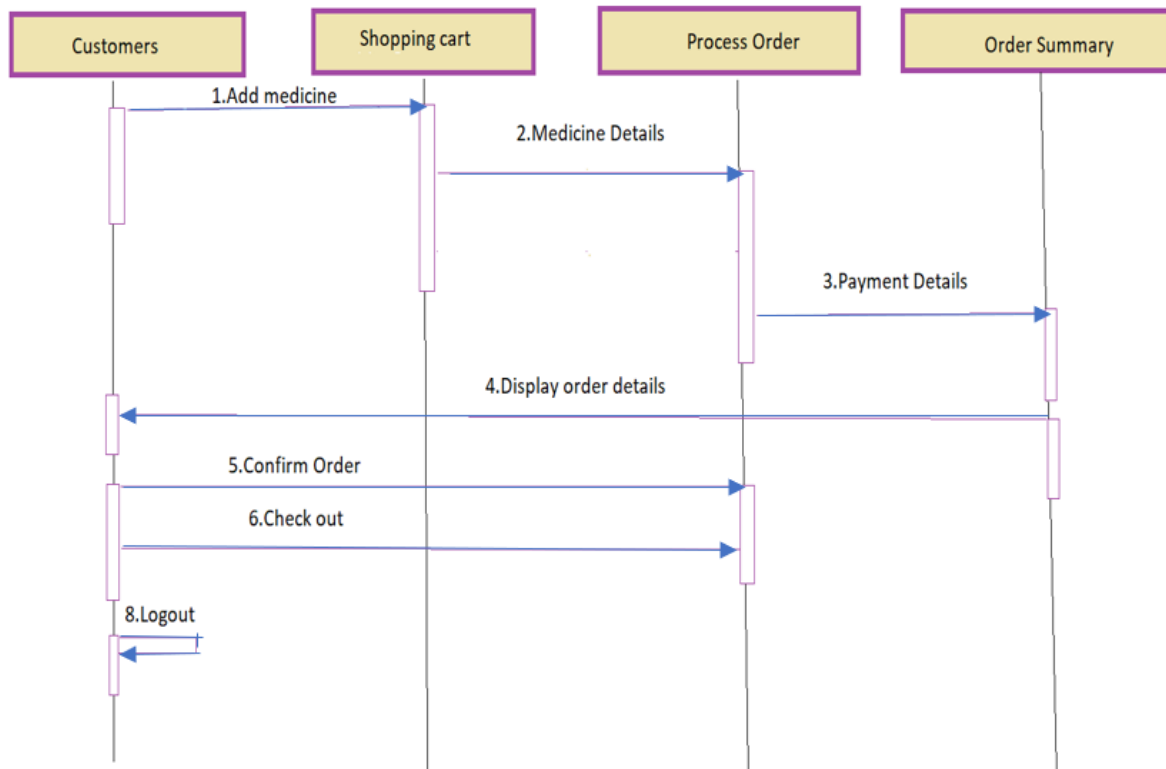 Customers
Shopping cart
Process Order
Order Summary
1.Add medicine
2.Medicine Details
3.Payment Details
4.Display order details
5.Confirm Order
6.Check out
8.Logout